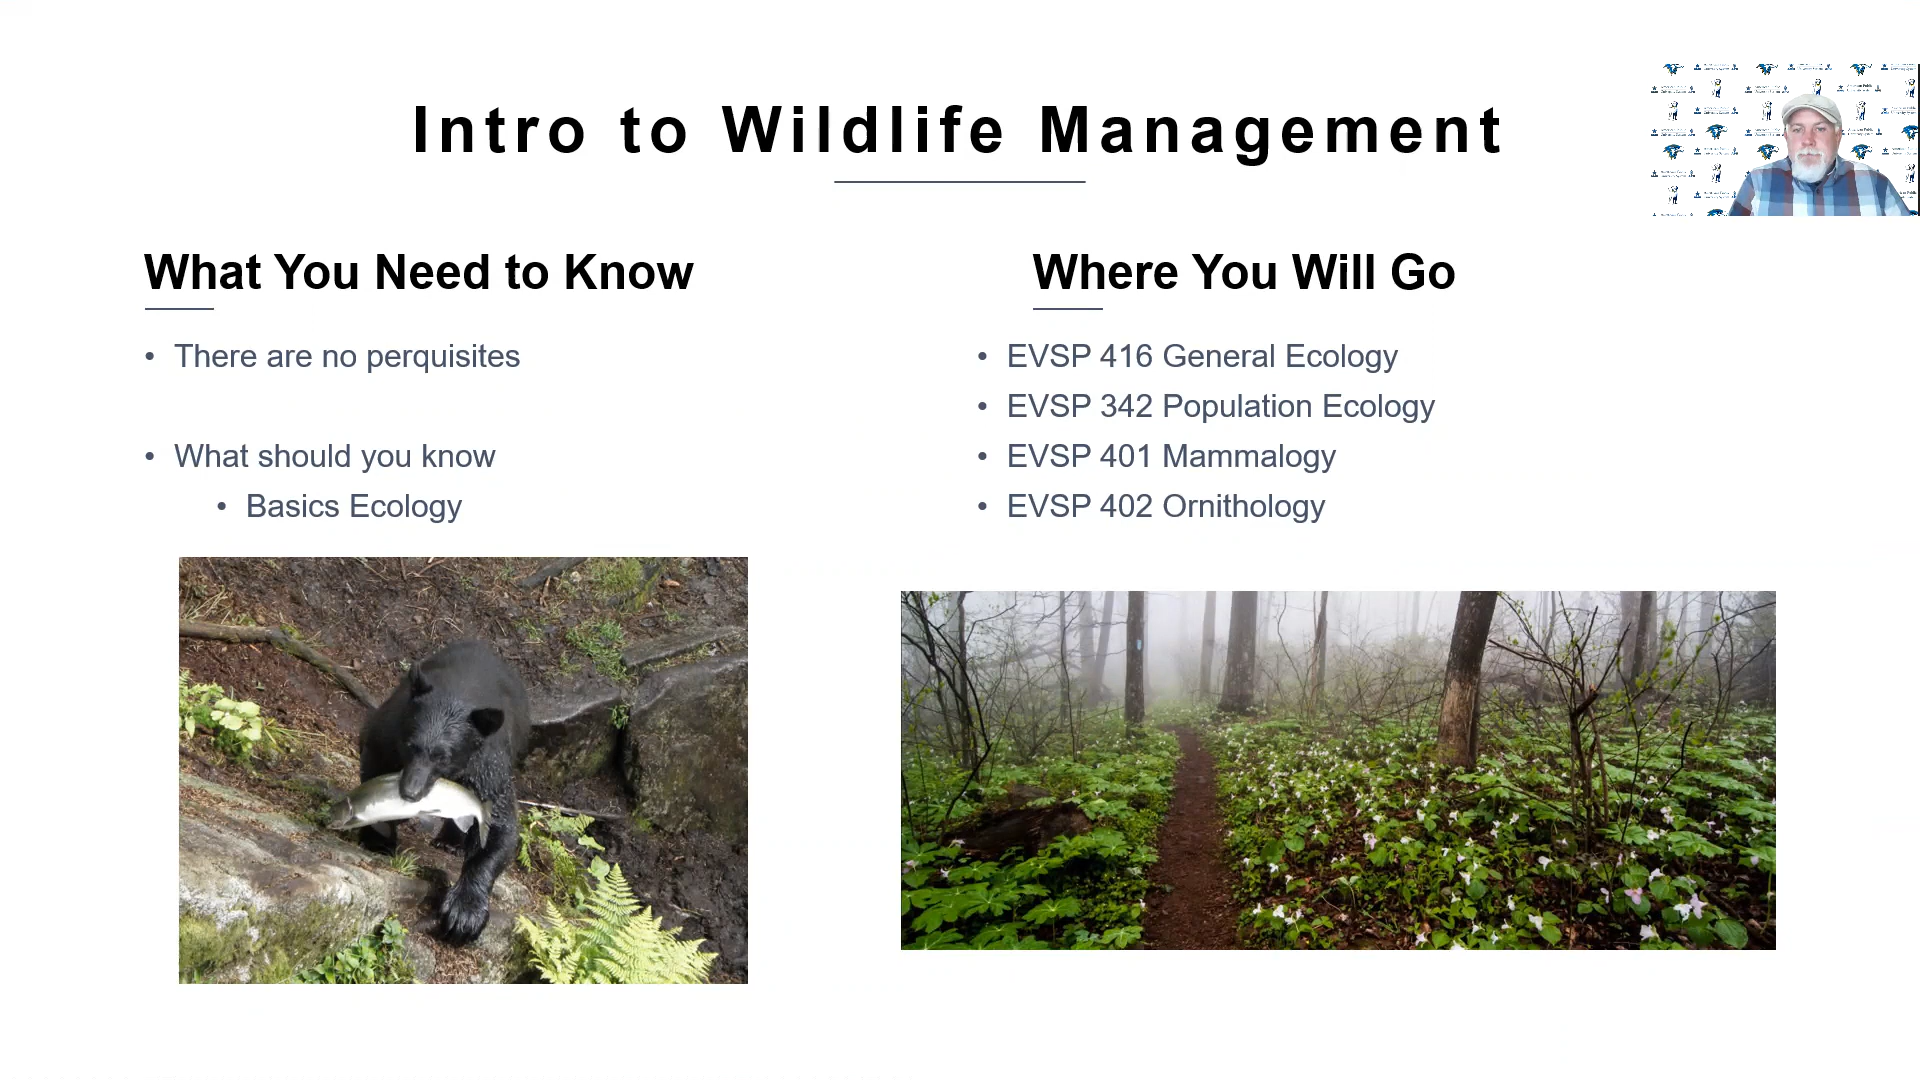 Intro to Wildlife Management
What You Need to Know
There are no perquisites
What should you know
Basics Ecology
Where You Will Go
EVSP 416 General Ecology
EVSP 342 Population Ecology
EVSP 401 Mammalogy
EVSP 402 Ornithology